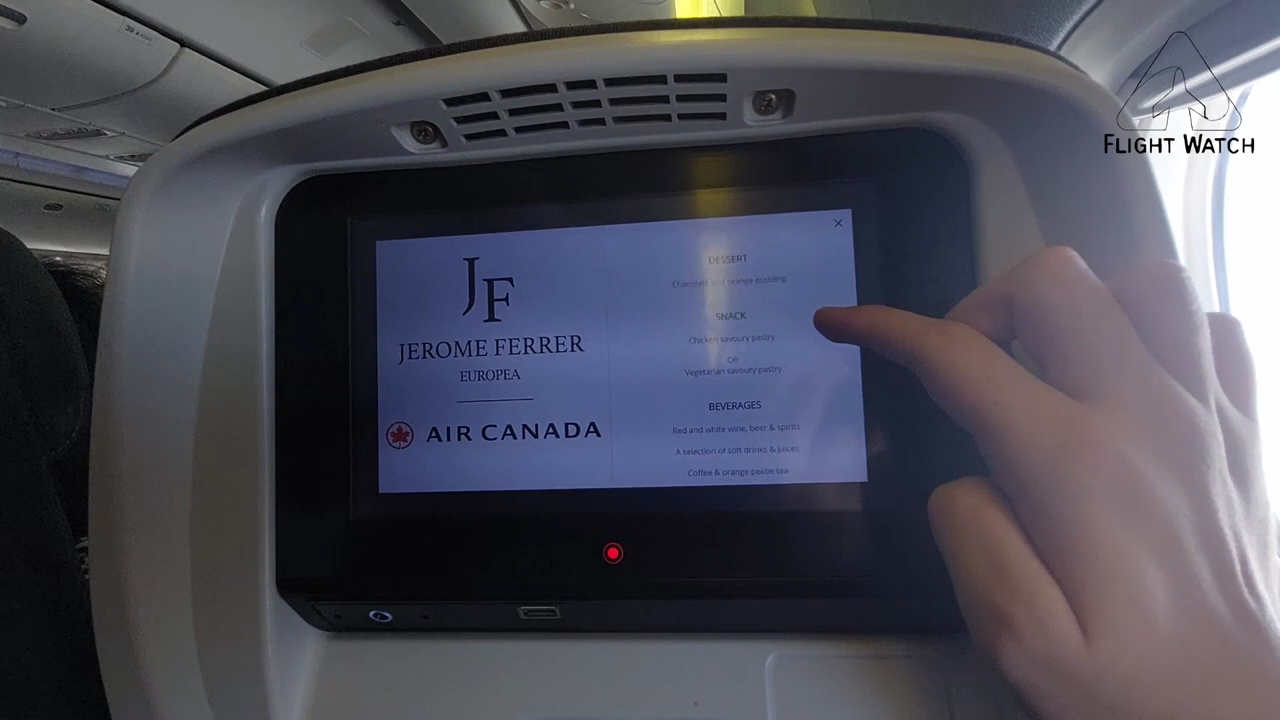 FLIGHT WATCH
JF
JEROME FERRER
EUROPEA
AIR CANADA
DESSERT
Chocolate and orange pudding
SNACK
Chicken savoury pastry
OR
Vegetarian savoury pastry
BEVERAGES
Red and white wine, beer & spirits
A selection of soft drinks & juices
Coffee & orange pekoe tea